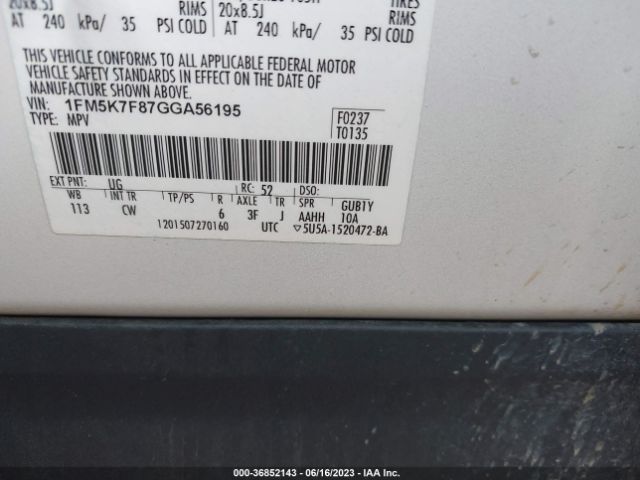 20x8.5J RIMS 20x8.5J TIRES
AT 240 kPa/ 35 PSI COLD AT 240 kPa/ 35 PSI COLD RIMS
THIS VEHICLE CONFORMS TO ALL APPLICABLE FEDERAL MOTOR
VEHICLE SAFETY STANDARDS IN EFFECT ON THE DATE OF
MANUFACTURE SHOWN ABOVE.
VIN: 1FM5K7F87GGA56195
TYPE: MPV
F0237
T0135
EXT PNT: UG RC: 52 DSO:
WB INT TR TP/PS R AXLE TR SPR GUBTY
113 CW 6 3F J AAHH 10A
1201507270160 UTC ▽5U5A-1520472-BA
000-36852143 / 06/16/2023 / IAA Inc.